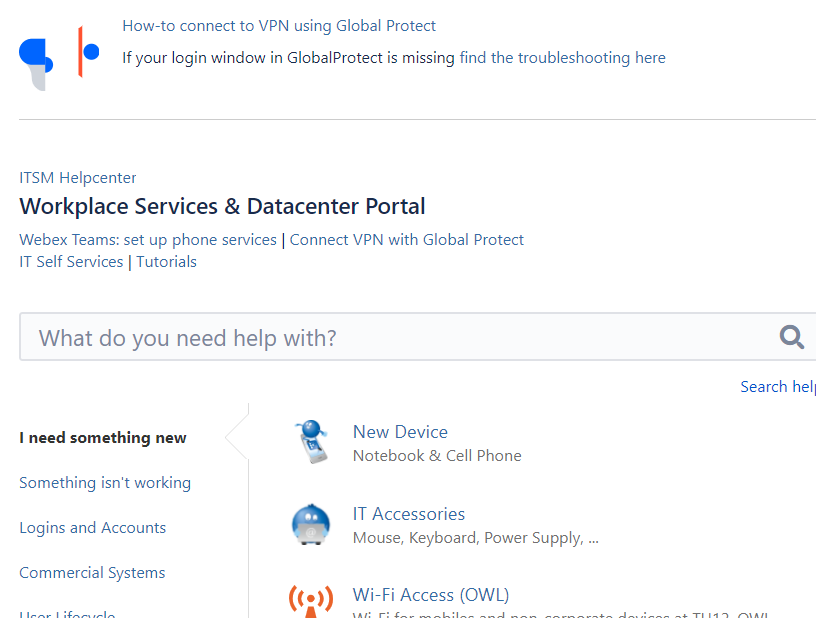 How-to connect to VPN using Global Protect
If your login window in GlobalProtect is missing find the troubleshooting here
ITSM Helpcenter
Workplace Services & Datacenter Portal
Webex Teams: set up phone services | Connect VPN with Global Protect
IT Self Services | Tutorials
What do you need help with?
Search help
I need something new
Something isn't working
Logins and Accounts
Commercial Systems
User Lifecycle
New Device
Notebook & Cell Phone
IT Accessories
Mouse, Keyboard, Power Supply, ...
Wi-Fi Access (OWL)
Wi-Fi for mobiles and non-corporate devices at TH12, OWL